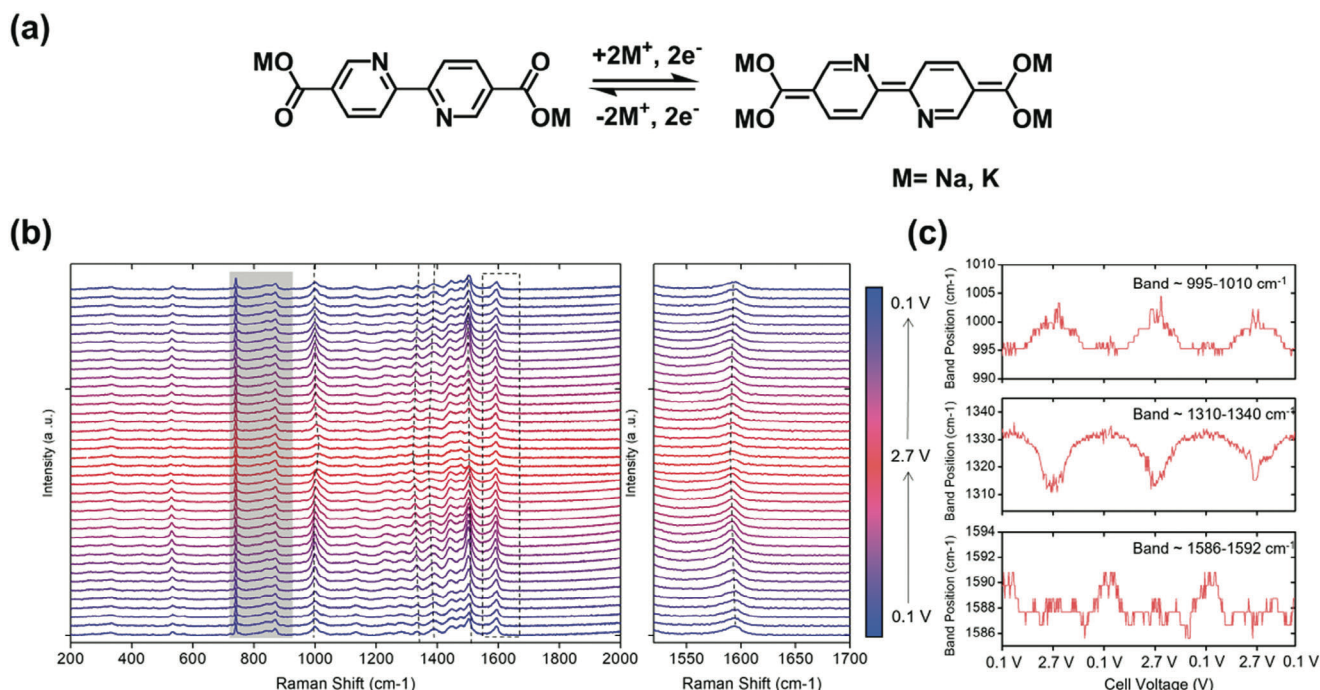 (a)
MO
N
O
+2M⁺, 2e⁻
-2M⁺, 2e⁻
O
N
OM
MO
N
OM
MO
N
OM
M= Na, K
(b)
Intensity (a .u.)
200 400 600 800 1000 1200 1400 1600 1800 2000
Raman Shift (cm-1)
Intensity (a .u.)
1550 1600 1650 1700
Raman Shift (cm-1)
0.1 V
2.7 V
0.1 V
(c)
Band Position (cm-1)
1010
1005
1000
995
990
Band ~ 995-1010 cm⁻¹
Band Position (cm-1)
1340
1330
1320
1310
Band ~ 1310-1340 cm⁻¹
Band Position (cm-1)
1594
1592
1590
1588
1586
Band ~ 1586-1592 cm⁻¹
0.1 V 2.7 V 0.1 V 2.7 V 0.1 V 2.7 V 0.1 V
Cell Voltage (V)